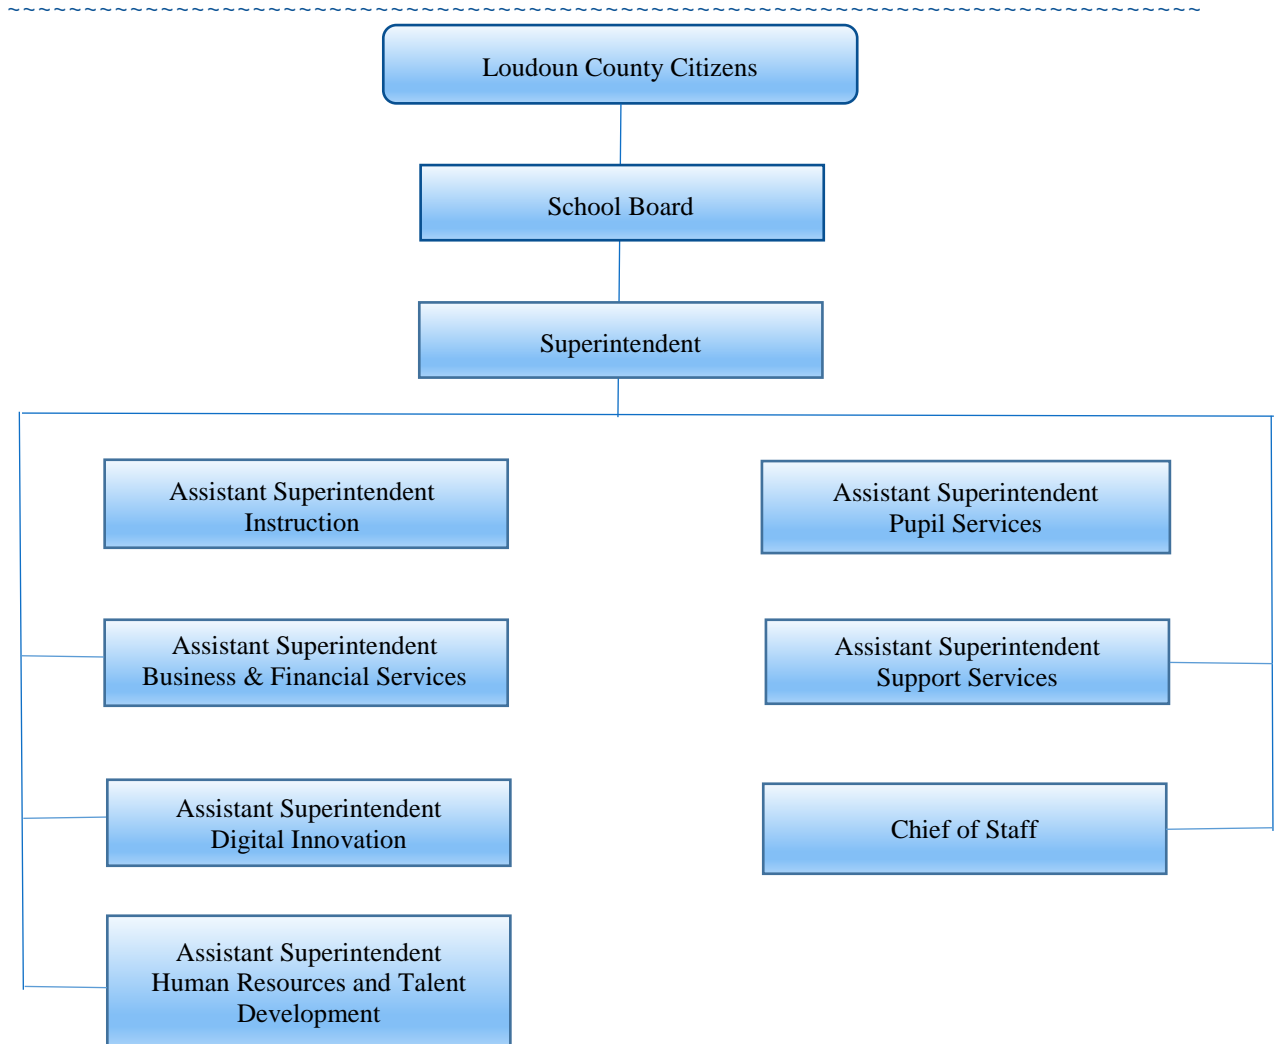 Loudoun County Citizens
School Board
Superintendent
Assistant Superintendent
Instruction
Assistant Superintendent
Pupil Services
Assistant Superintendent
Business & Financial Services
Assistant Superintendent
Support Services
Assistant Superintendent
Digital Innovation
Chief of Staff
Assistant Superintendent
Human Resources and Talent
Development